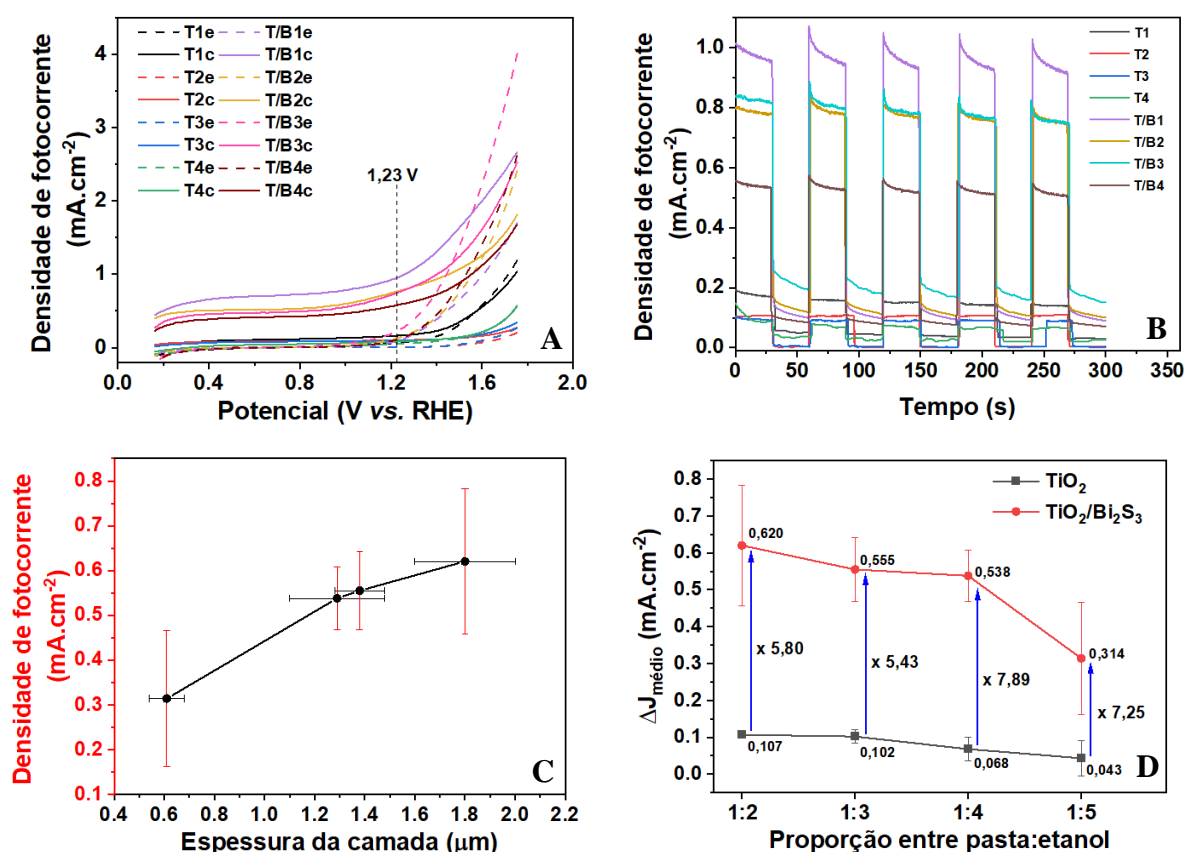 Densidade de fotocorrente
(mA.cm-2)
4
3
2
1
0
T1e
T1c
T2e
T2c
T3e
T3c
T4e
T4c
T/B1e
T/B1c
T/B2e
T/B2c
T/B3e
T/B3c
T/B4e
T/B4c
1,23 V
A
0.0 0.4 0.8 1.2 1.6 2.0
Potencial (V vs. RHE)
Densidade de fotocorrente
(mA.cm-2)
1.0
0.8
0.6
0.4
0.2
0.0
T1
T2
T3
T4
T/B1
T/B2
T/B3
T/B4
B
0 50 100 150 200 250 300 350
Tempo (s)
Densidade de fotocorrente
(mA.cm-2)
0.8
0.7
0.6
0.5
0.4
0.3
0.2
0.1
C
0.4 0.6 0.8 1.0 1.2 1.4 1.6 1.8 2.0
Espessura da camada (μm)
ΔJmédio (mA.cm-2)
0.8
0.7
0.6
0.5
0.4
0.3
0.2
0.1
0.0
TiO2
TiO2/Bi2S3
0,620
0,555
0,538
0,314
x 5,80
x 5,43
x 7,89
x 7,25
0,107
0,102
0,068
0,043
D
1:2 1:3 1:4 1:5
Proporção entre pasta:etanol